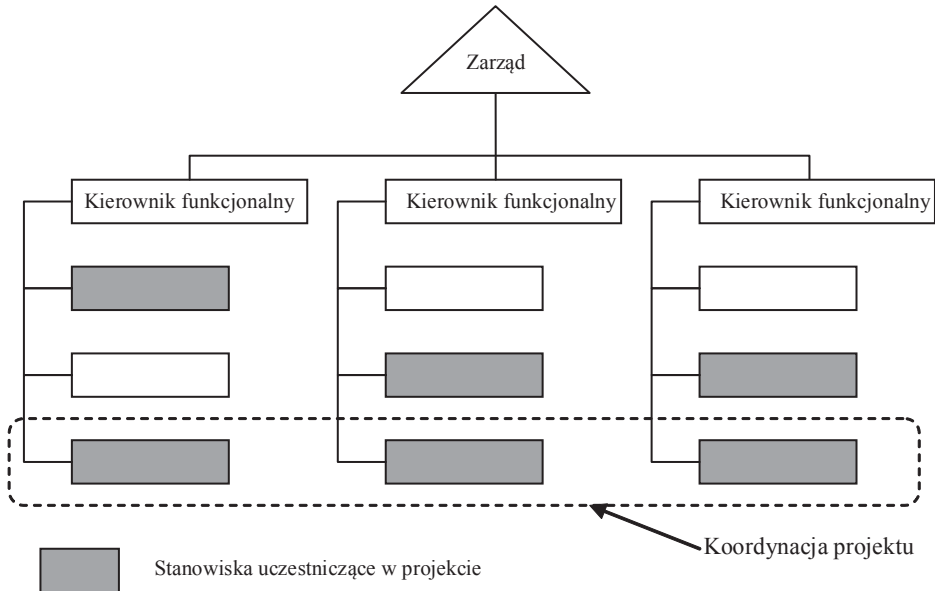 Zarząd
Kierownik funkcjonalny
Kierownik funkcjonalny
Kierownik funkcjonalny
Koordynacja projektu
Stanowiska uczestniczące w projekcie